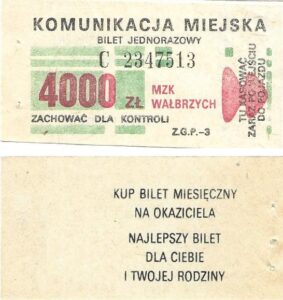 KOMUNIKACJA MIEJSKA
BILET JEDNORAZOWY
C 2347513
4000 ZŁ
MZK
WAŁBRZYCH
ZACHOWAĆ DLA KONTROLI
Z.G.P.-3
TU KASOWAĆ
ZARAZ PO WEJŚCIU
DO POJAZDU
KUP BILET MIESIĘCZNY
NA OKAZICIELA
NAJLEPSZY BILET
DLA CIEBIE
I TWOJEJ RODZINY